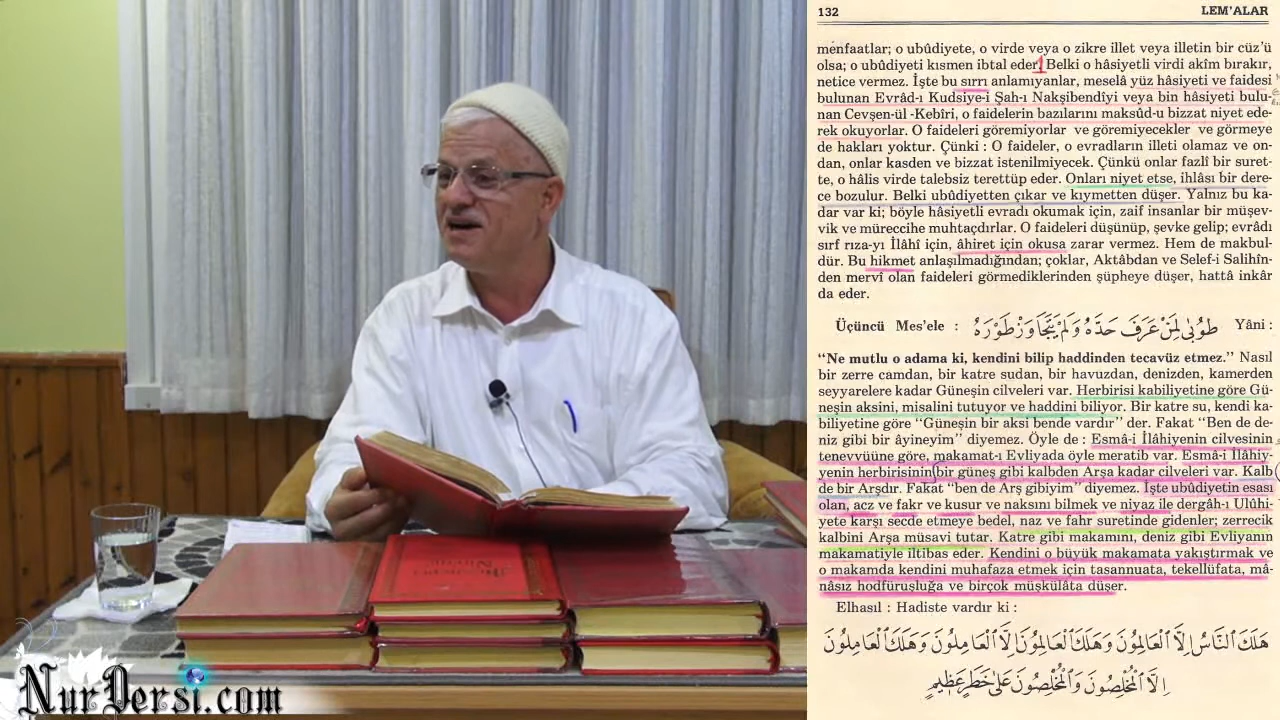 132 LEM'ALAR
menfaatlar; o ubûdiyete, o virde veya o zikre illet veya illetin bir cüz'ü
olsa; o ubûdiyeti kısmen ibtal eder. Belki o hâsiyetli virdi akîm bırakır,
netice vermez. İşte bu sırrı anlamıyanlar, meselâ yüz hâsiyeti ve faidesi
bulunan Evrâd-ı Kudsiye-i Şah-ı Nakşibendîyi veya bin hâsiyeti bulu-
nan Cevşen-ül -Kebîri, o faidelerin bazılarını maksûd-u bizzat niyet ede-
rek okuyorlar. O faideleri göremiyorlar ve göremiyecekler ve görmeye
de hakları yoktur. Çünki : O faideler, o evradların illeti olamaz ve on-
dan, onlar kasden ve bizzat istenilmiyecek. Çünkü onlar fazlî bir suret-
te, o hâlis virde talebsiz terettüp eder. Onları niyet etse, ihlâsı bir dere-
ce bozulur. Belki ubûdiyetten çıkar ve kıymetten düşer. Yalnız bu ka-
dar var ki; böyle hâsiyetli evradı okumak için, zaif insanlar bir müşev-
vik ve müreccihe muhtaçdırlar. O faideleri düşünüp, şevke gelip; evrâdı
sırf rıza-yı İlâhî için, âhiret için okusa zarar vermez. Hem de makbul-
dür. Bu hikmet anlaşılmadığından; çoklar, Aktâbdan ve Selef-i Salihîn-
den mervî olan faideleri görmediklerinden şüpheye düşer, hattâ inkâr
da eder.
Üçüncü Mes'ele : طُوبٰى لِمَنْ عَرَفَ حَدَّهُ وَلَمْ يَتَجَاوَزْ طَوْرَهُ Yâni :
"Ne mutlu o adama ki, kendini bilip haddinden tecavüz etmez." Nasıl
bir zerre camdan, bir katre sudan, bir havuzdan, denizden, kamerden
seyyarelere kadar Güneşin cilveleri var. Herbirisi kabiliyetine göre Gü-
neşin aksini, misalini tutuyor ve haddini biliyor. Bir katre su, kendi ka-
biliyetine göre "Güneşin bir aksi bende vardır" der. Fakat "Ben de de-
niz gibi bir âyineyim" diyemez. Öyle de : Esmâ-i İlâhiyenin cilvesinin
tenevvüüne göre, makamat-ı Evliyada öyle meratib var. Esmâ-i İlâhiy-
yenin herbirisinin bir güneş gibi kalbden Arşa kadar cilveleri var. Kalb
de bir Arşdır. Fakat "ben de Arş gibiyim" diyemez. İşte ubûdiyetin esası
olan, acz ve fakr ve kusur ve naksını bilmek ve niyaz ile dergâh-ı Ulûhi-
yete karşı secde etmeye bedel, naz ve fahr suretinde gidenler; zerrecik
kalbini Arşa müsavi tutar. Katre gibi makamını, deniz gibi Evliyanın
makamatiyle iltibas eder. Kendini o büyük makamata yakıştırmak ve
o makamda kendini muhafaza etmek için tasannuata, tekellüfata, mâ-
nâsız hodfüruşluğa ve birçok müşkülâta düşer.
Elhasıl : Hadiste vardır ki :
هَلَكَ النَّاسُ اِلَّا الْعَالِمُونَ وَهَلَكَ الْعَالِمُونَ اِلَّا الْعَامِلُونَ وَهَلَكَ الْعَامِلُونَ
اِلَّا الْمُخْلِصُونَ وَالْمُخْلِصُونَ عَلٰى خَطَرٍ عَظِيمٍ
NurDersi.com